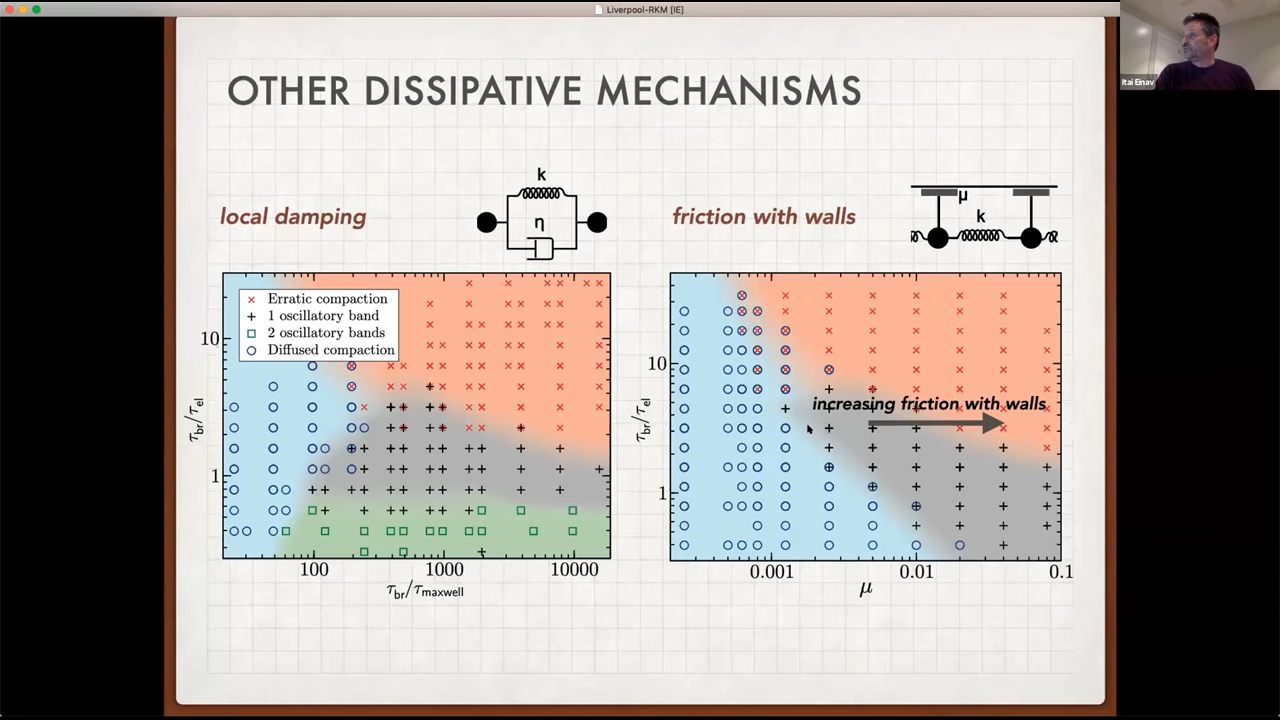 Liverpool-RKM [IE]
Itai Einav
OTHER DISSIPATIVE MECHANISMS
local damping
k
η
friction with walls
μ
k
Erratic compaction
1 oscillatory band
2 oscillatory bands
Diffused compaction
10
1
τbr/τel
100
1000
10000
τbr/τmaxwell
increasing friction with walls
10
1
τbr/τel
0.001
0.01
0.1
μ